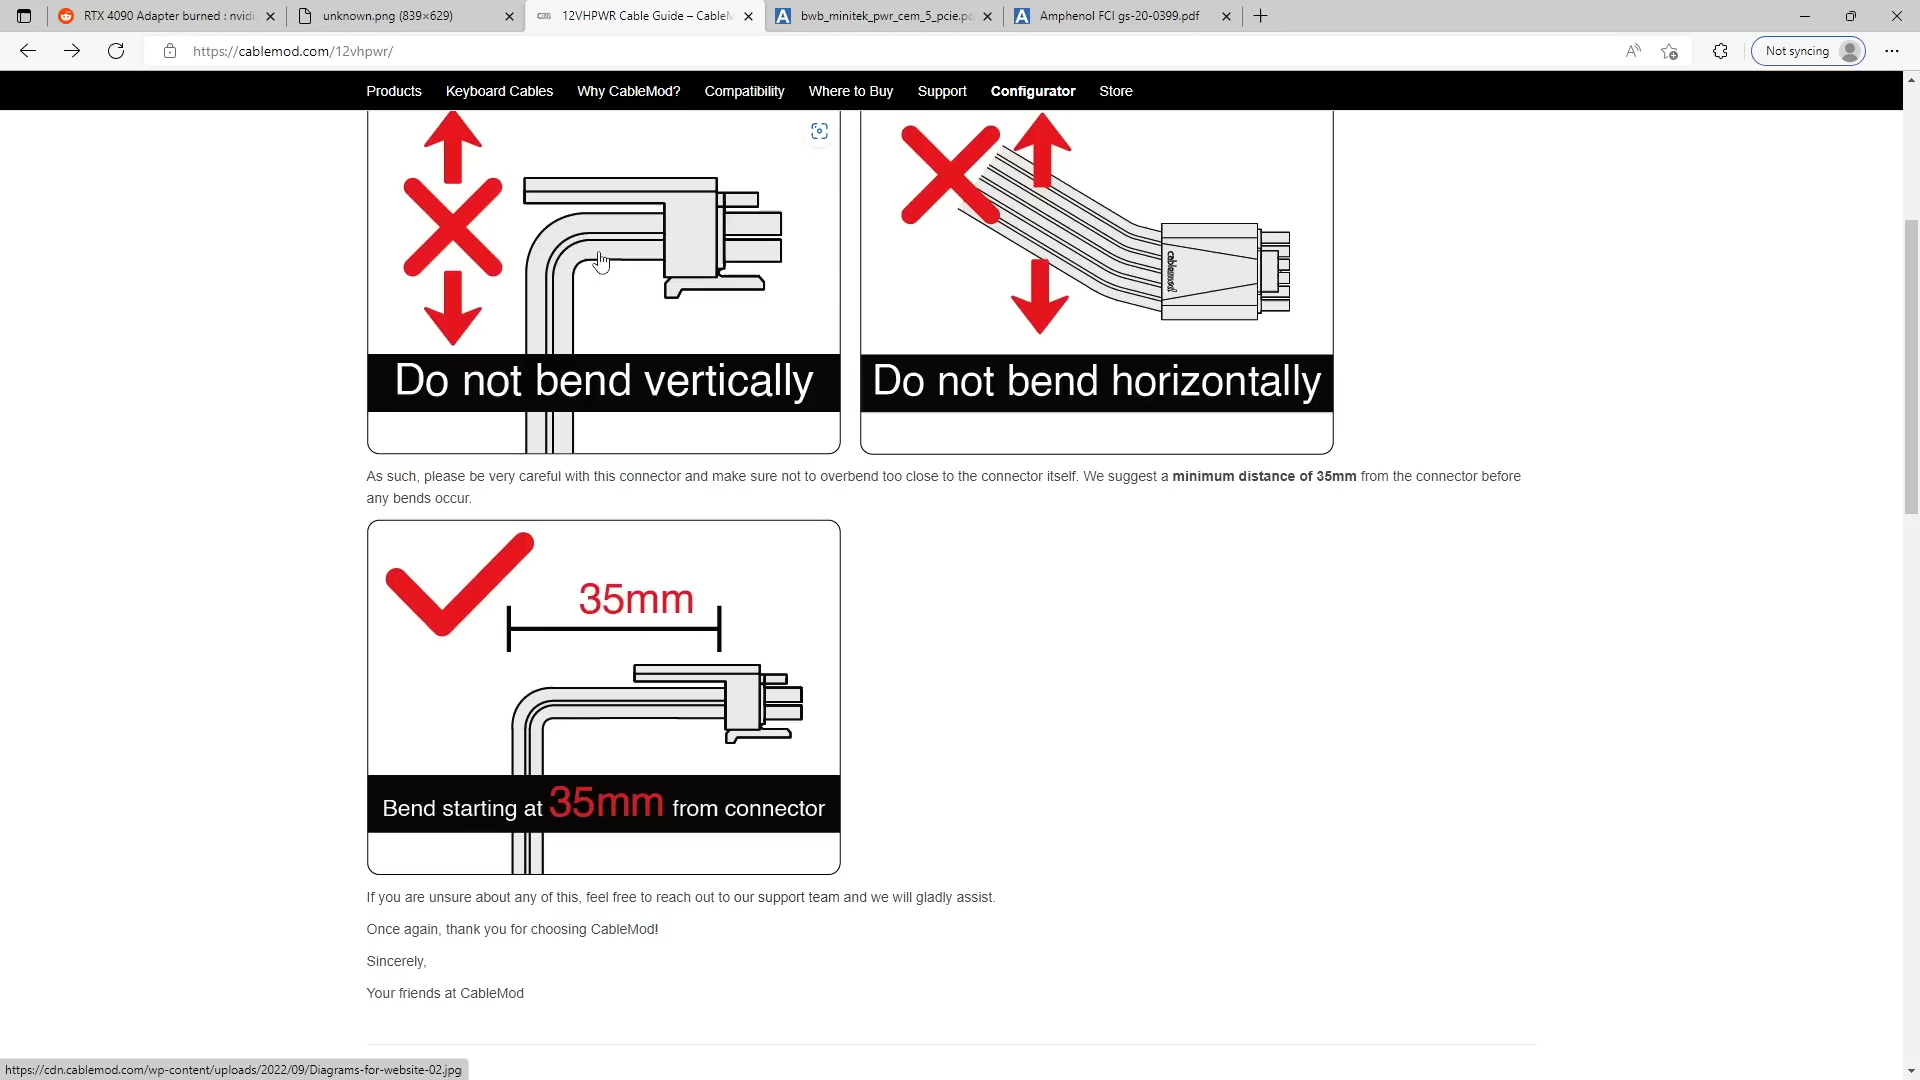 RTX 4090 Adapter burned : nvidi
unknown.png (839×629)
12VHPWR Cable Guide – CableM
bwb_minitek_pwr_cem_5_pcie.p
Amphenol FCI gs-20-0399.pdf
https://cablemod.com/12vhpwr/
Not syncing
Products
Keyboard Cables
Why CableMod?
Compatibility
Where to Buy
Support
Configurator
Store
cablemod
Do not bend vertically
Do not bend horizontally
As such, please be very careful with this connector and make sure not to overbend too close to the connector itself. We suggest a minimum distance of 35mm from the connector before
any bends occur.
35mm
Bend starting at 35mm from connector
If you are unsure about any of this, feel free to reach out to our support team and we will gladly assist.
Once again, thank you for choosing CableMod!
Sincerely,
Your friends at CableMod
https://cdn.cablemod.com/wp-content/uploads/2022/09/Diagrams-for-website-02.jpg